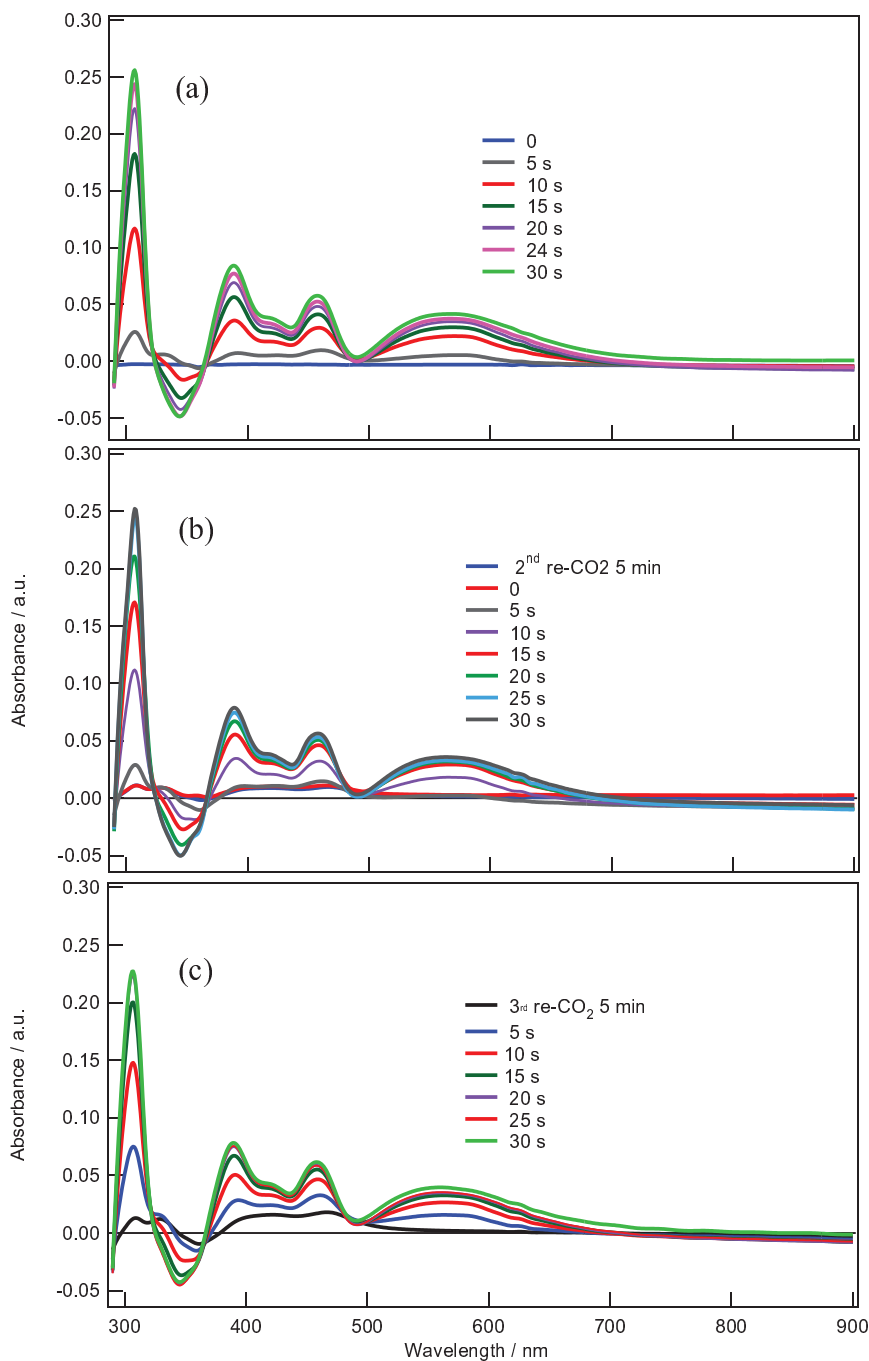 0.30
0.25
(a)
0.20
0
5 s
10 s
0.15
15 s
20 s
24 s
0.10
30 s
0.05
0.00
-0.05
0.30
0.25
(b)
0.20
2nd re-CO2 5 min
0
5 s
0.15
10 s
15 s
20 s
0.10
25 s
30 s
0.05
0.00
-0.05
Absorbance / a.u.
0.30
0.25
(c)
0.20
3rd re-CO2 5 min
5 s
0.15
10 s
15 s
20 s
0.10
25 s
30 s
0.05
0.00
-0.05
Absorbance / a.u.
300 400 500 600 700 800 900
Wavelength / nm